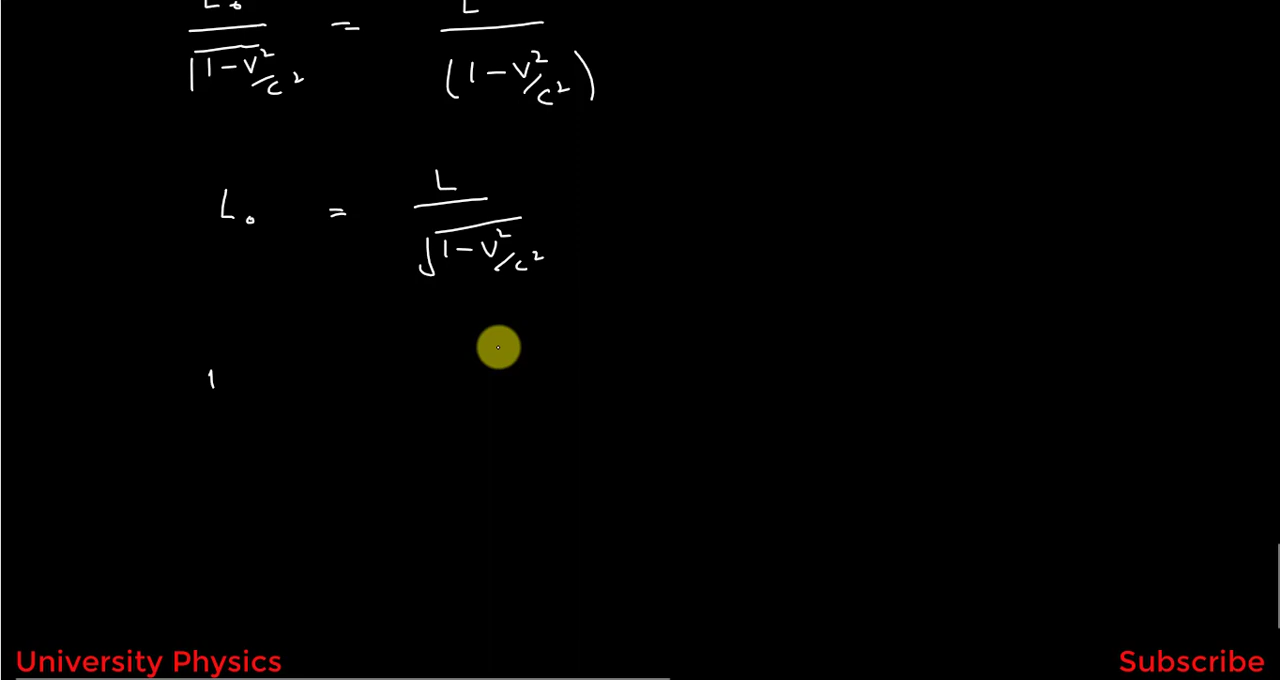 L₀/√(1-v²/c²) = L/(1-v²/c²)
L₀ = L/√(1-v²/c²)
1
University Physics
Subscribe